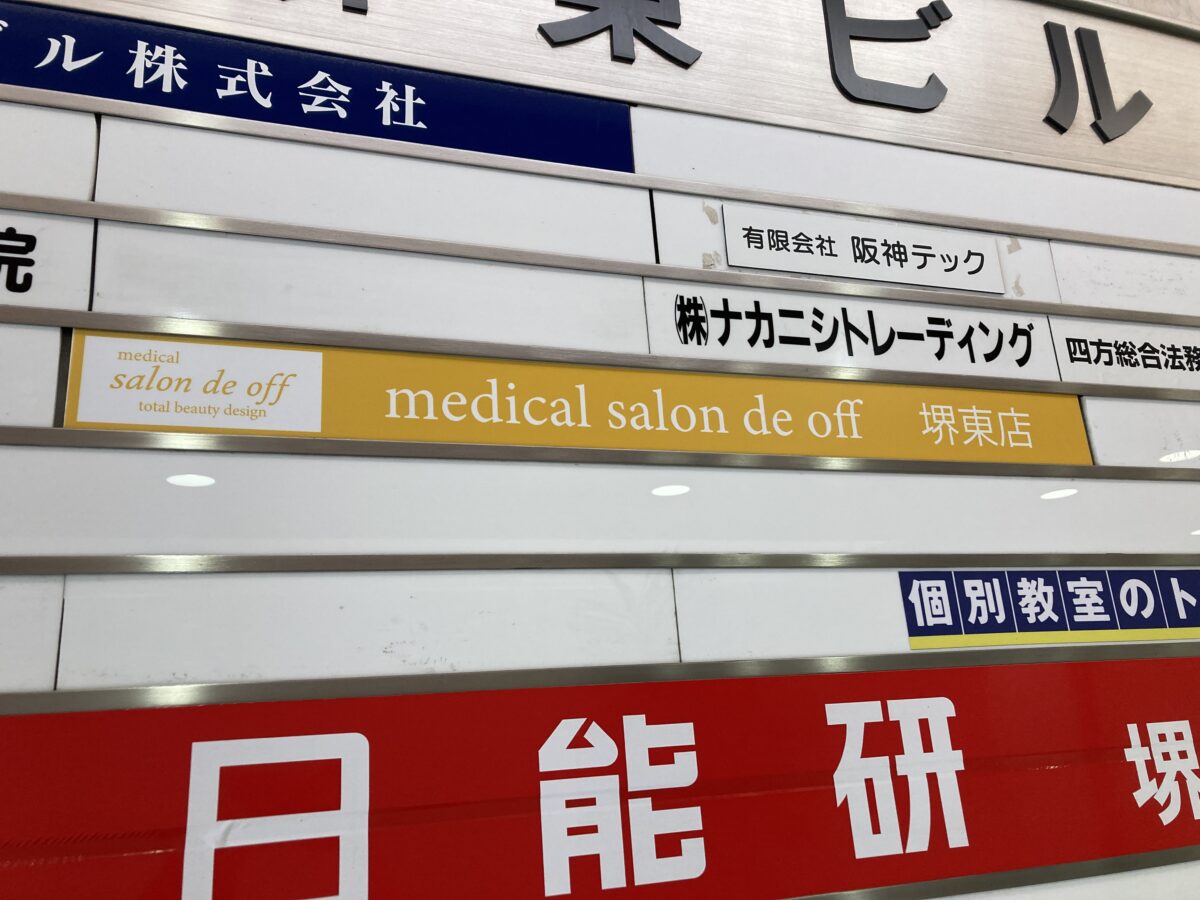 東ビル
ル株式会社
有限会社 阪神テック
院
㈱ナカニシトレーディング
四方総合法務
medical
salon de off
total beauty design
medical salon de off 堺東店
個別教室のト
日能研 堺